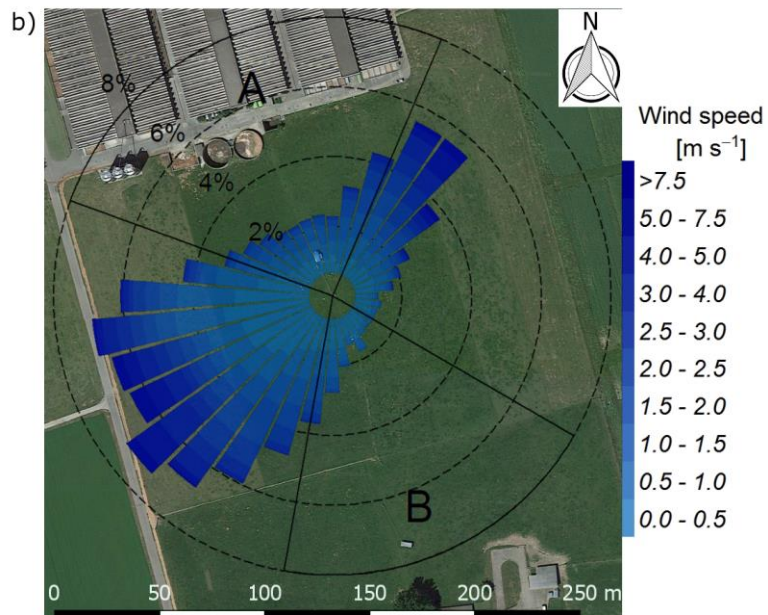 b)
N
8%
A
6%
4%
2%
B
Wind speed
[m s⁻¹]
>7.5
5.0 - 7.5
4.0 - 5.0
3.0 - 4.0
2.5 - 3.0
2.0 - 2.5
1.5 - 2.0
1.0 - 1.5
0.5 - 1.0
0.0 - 0.5
0 50 100 150 200 250 m